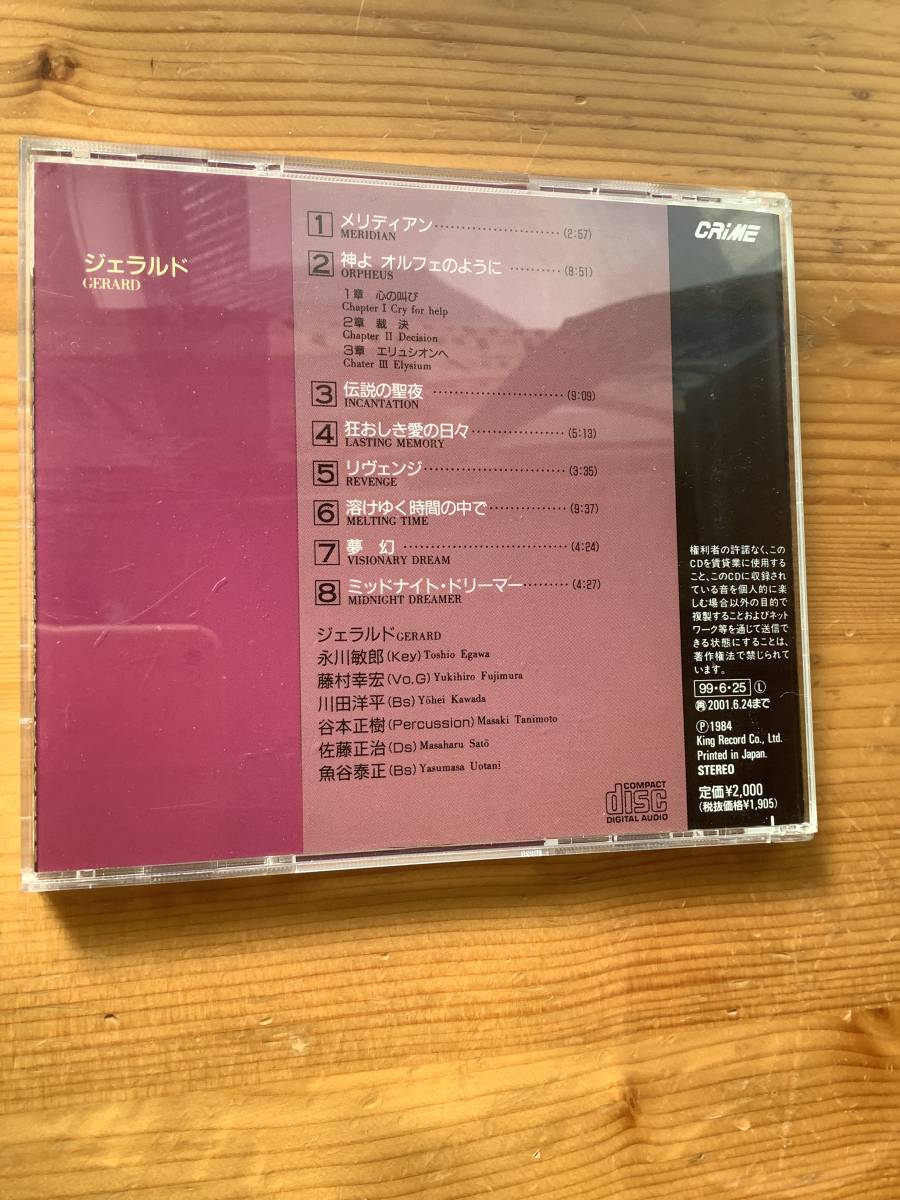 ジェラルド
GERARD
1 メリディアン························(2:57)
MERIDIAN
2 神よ オルフェのように ··········(8:51)
ORPHEUS
1章 心の叫び
Chapter I Cry for help
2章 裁 決
Chapter II Decision
3章 エリュシオンへ
Chater III Elysium
3 伝説の聖夜 ························(9:09)
INCANTATION
4 狂おしき愛の日々··················(5:13)
LASTING MEMORY
5 リヴェンジ···························(3:35)
REVENGE
6 溶けゆく時間の中で···············(9:37)
MELTING TIME
7 夢 幻 ······························(4:24)
VISIONARY DREAM
8 ミッドナイト・ドリーマー·········(4:27)
MIDNIGHT DREAMER
ジェラルド GERARD
永川敏郎(Key) Toshio Egawa
藤村幸宏(Vo,G) Yukihiro Fujimura
川田洋平(Bs) Yōhei Kawada
谷本正樹(Percussion) Masaki Tanimoto
佐藤正治(Ds) Masaharu Satō
魚谷泰正(Bs) Yasumasa Uotani
COMPACT
disc
DIGITAL AUDIO
CRiME
権利者の許諾なく、この
CDを賃貸業に使用する
こと、このCDに収録され
ている音を個人的に楽
しむ場合以外の目的で
複製することおよびネット
ワーク等を通じて送信で
きる状態にすることは、
著作権法で禁じられて
います。
99・6・25 Ⓛ
㊢2001.6.24まで
Ⓟ1984
King Record Co., Ltd.
Printed in Japan.
STEREO
定価¥2,000
(税抜価格¥1,905)